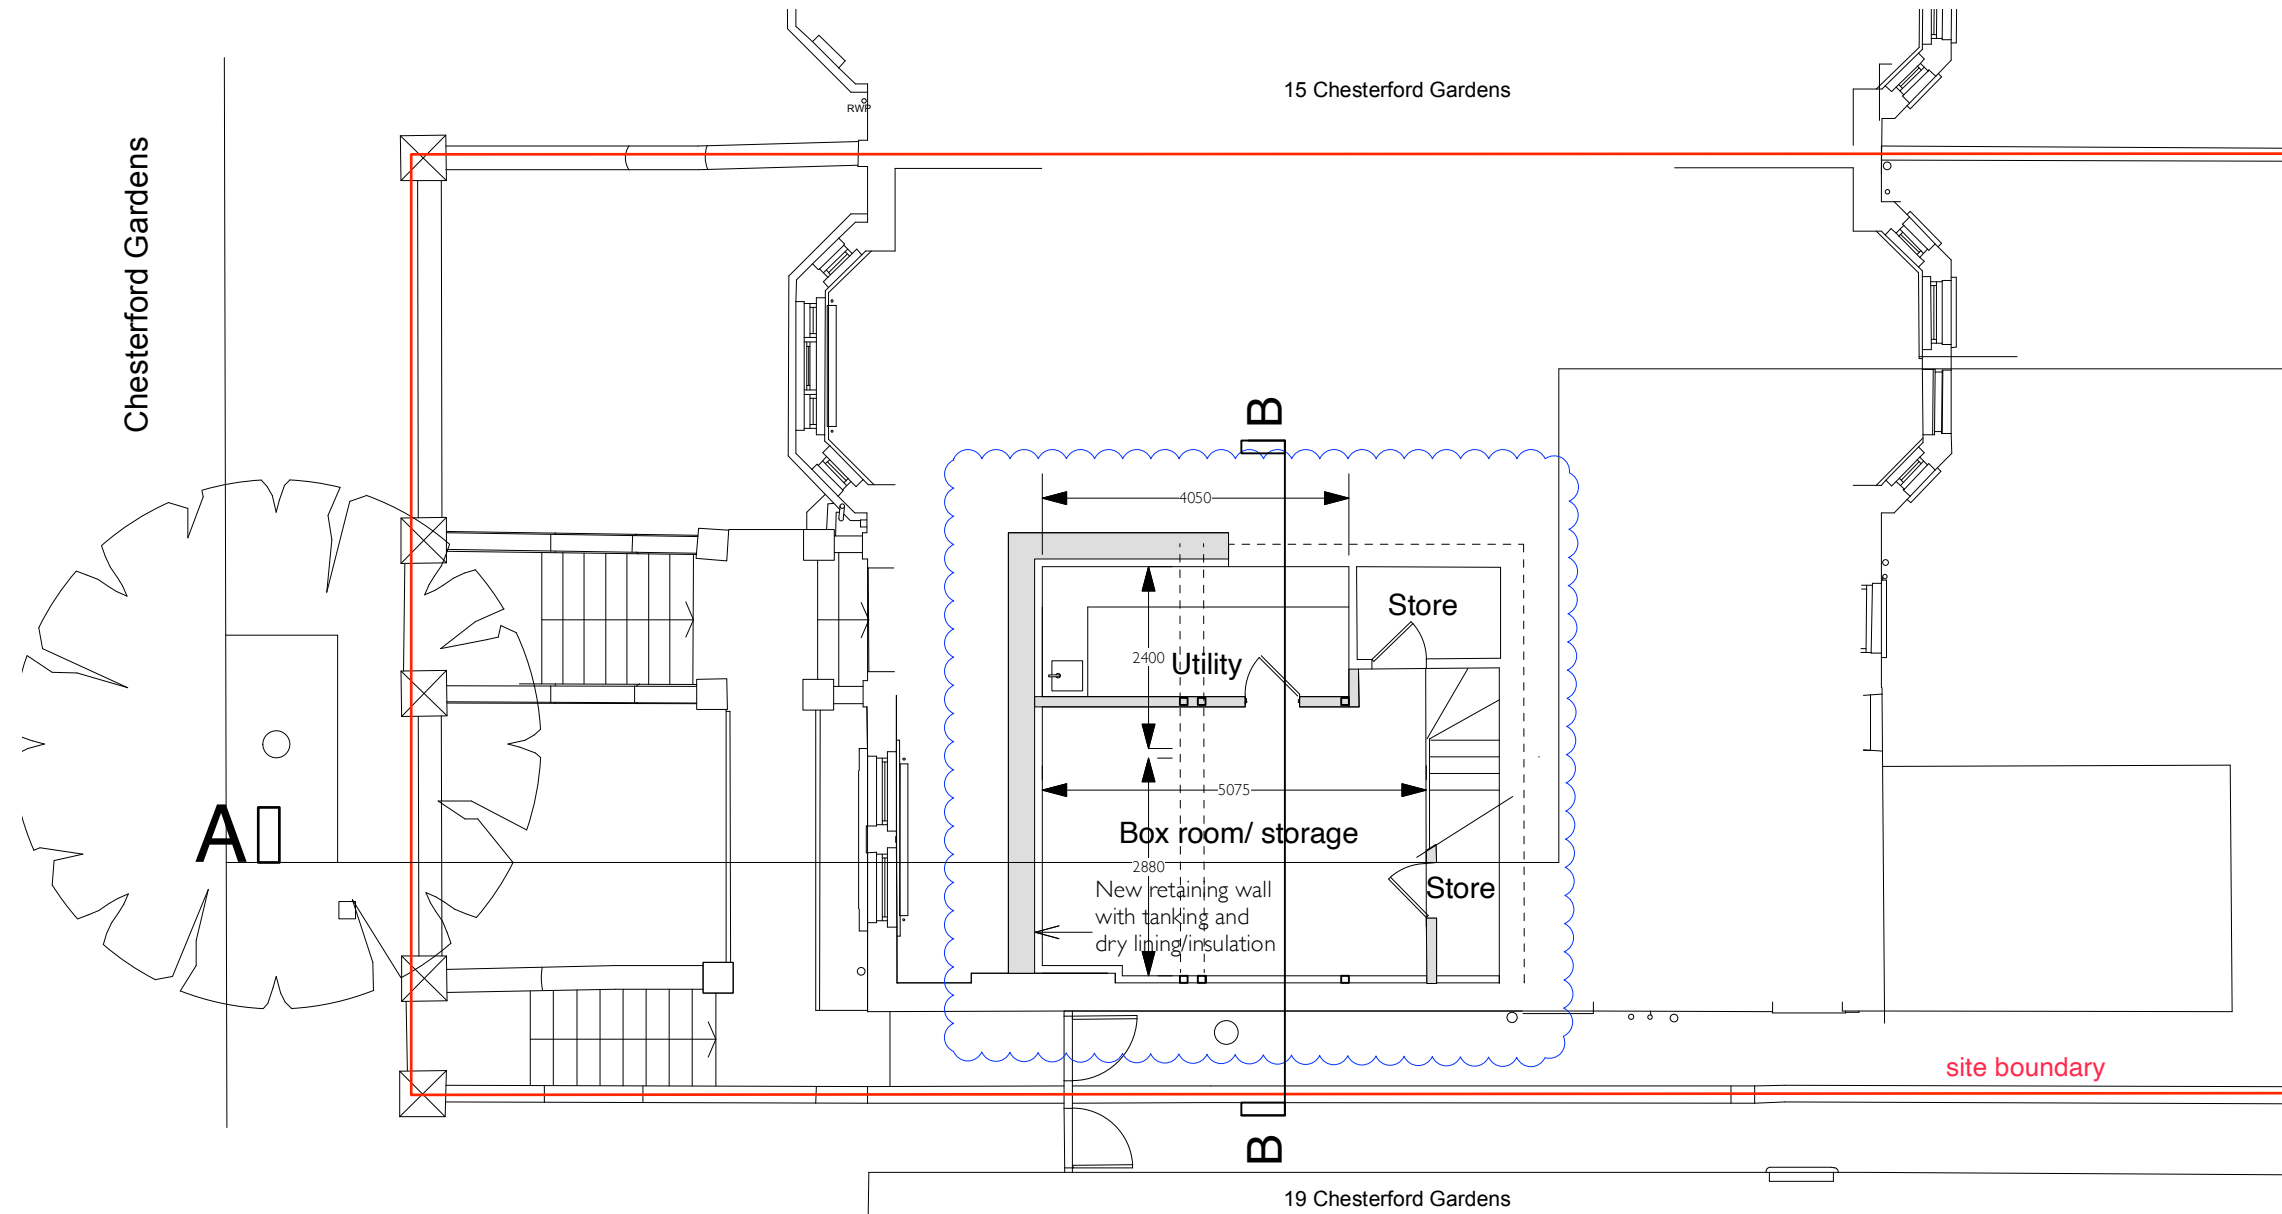 15 Chesterford Gardens
RWP
Chesterford Gardens
B
4050
Store
2400
Utility
5075
A
Box room/ storage
2880
Store
New retaining wall
with tanking and
dry lining/insulation
site boundary
B
19 Chesterford Gardens